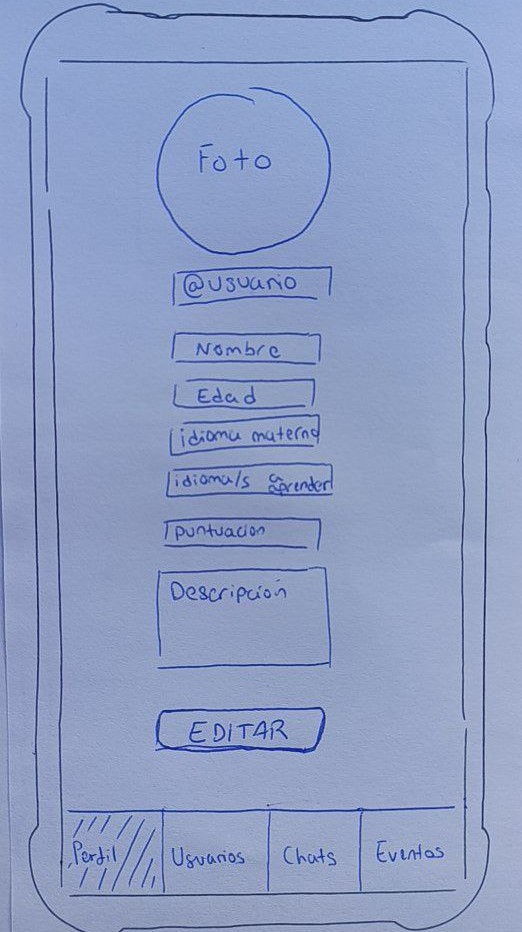 Foto
@usuario
Nombre
Edad
idioma materno
idioma/s a aprender
puntuacion
Descripción
EDITAR
Perfil Usuarios Chats Eventos